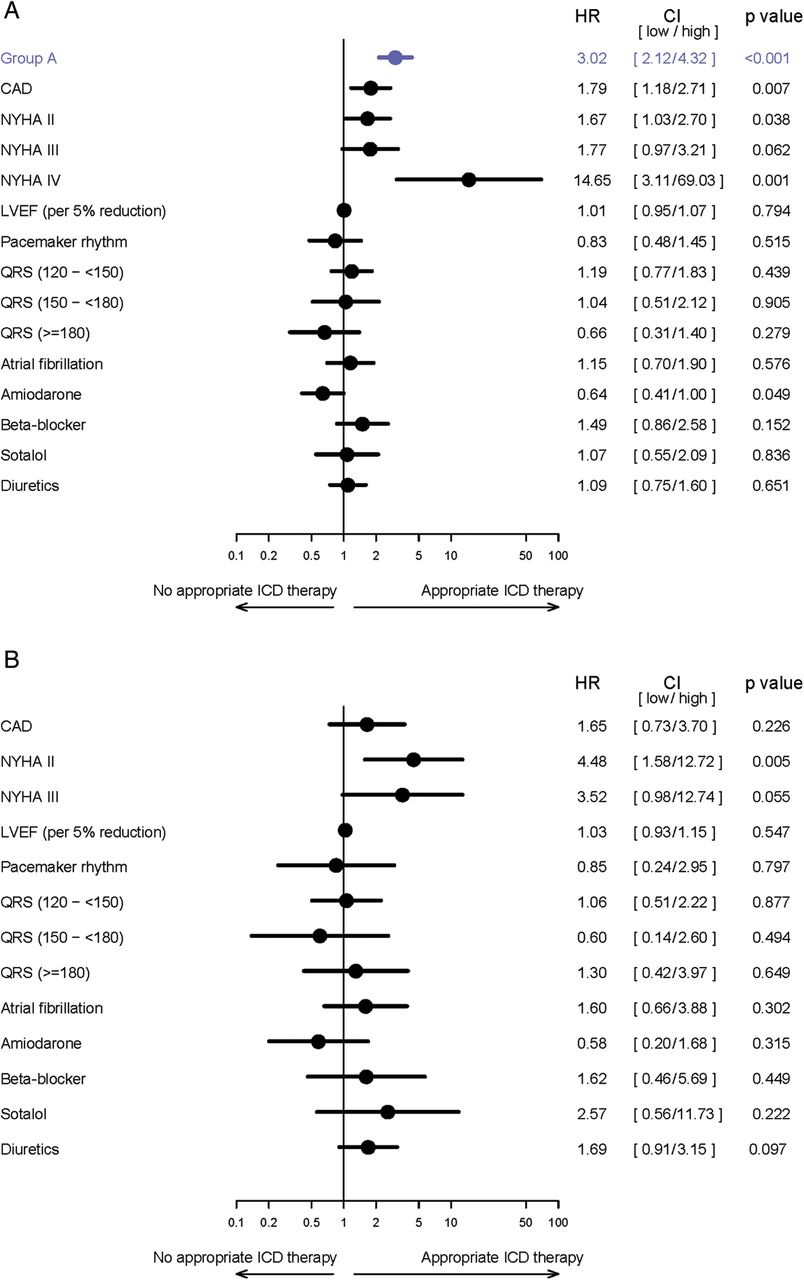 A
HR CI p value
[ low / high ]
Group A 3.02 [ 2.12/4.32 ] <0.001
CAD 1.79 [ 1.18/2.71 ] 0.007
NYHA II 1.67 [ 1.03/2.70 ] 0.038
NYHA III 1.77 [ 0.97/3.21 ] 0.062
NYHA IV 14.65 [ 3.11/69.03 ] 0.001
LVEF (per 5% reduction) 1.01 [ 0.95/1.07 ] 0.794
Pacemaker rhythm 0.83 [ 0.48/1.45 ] 0.515
QRS (120 − <150) 1.19 [ 0.77/1.83 ] 0.439
QRS (150 − <180) 1.04 [ 0.51/2.12 ] 0.905
QRS (>=180) 0.66 [ 0.31/1.40 ] 0.279
Atrial fibrillation 1.15 [ 0.70/1.90 ] 0.576
Amiodarone 0.64 [ 0.41/1.00 ] 0.049
Beta-blocker 1.49 [ 0.86/2.58 ] 0.152
Sotalol 1.07 [ 0.55/2.09 ] 0.836
Diuretics 1.09 [ 0.75/1.60 ] 0.651
0.1 0.2 0.5 1 2 5 10 50 100
No appropriate ICD therapy Appropriate ICD therapy
B
HR CI p value
[ low / high ]
CAD 1.65 [ 0.73/3.70 ] 0.226
NYHA II 4.48 [ 1.58/12.72 ] 0.005
NYHA III 3.52 [ 0.98/12.74 ] 0.055
LVEF (per 5% reduction) 1.03 [ 0.93/1.15 ] 0.547
Pacemaker rhythm 0.85 [ 0.24/2.95 ] 0.797
QRS (120 − <150) 1.06 [ 0.51/2.22 ] 0.877
QRS (150 − <180) 0.60 [ 0.14/2.60 ] 0.494
QRS (>=180) 1.30 [ 0.42/3.97 ] 0.649
Atrial fibrillation 1.60 [ 0.66/3.88 ] 0.302
Amiodarone 0.58 [ 0.20/1.68 ] 0.315
Beta-blocker 1.62 [ 0.46/5.69 ] 0.449
Sotalol 2.57 [ 0.56/11.73 ] 0.222
Diuretics 1.69 [ 0.91/3.15 ] 0.097
0.1 0.2 0.5 1 2 5 10 50 100
No appropriate ICD therapy Appropriate ICD therapy